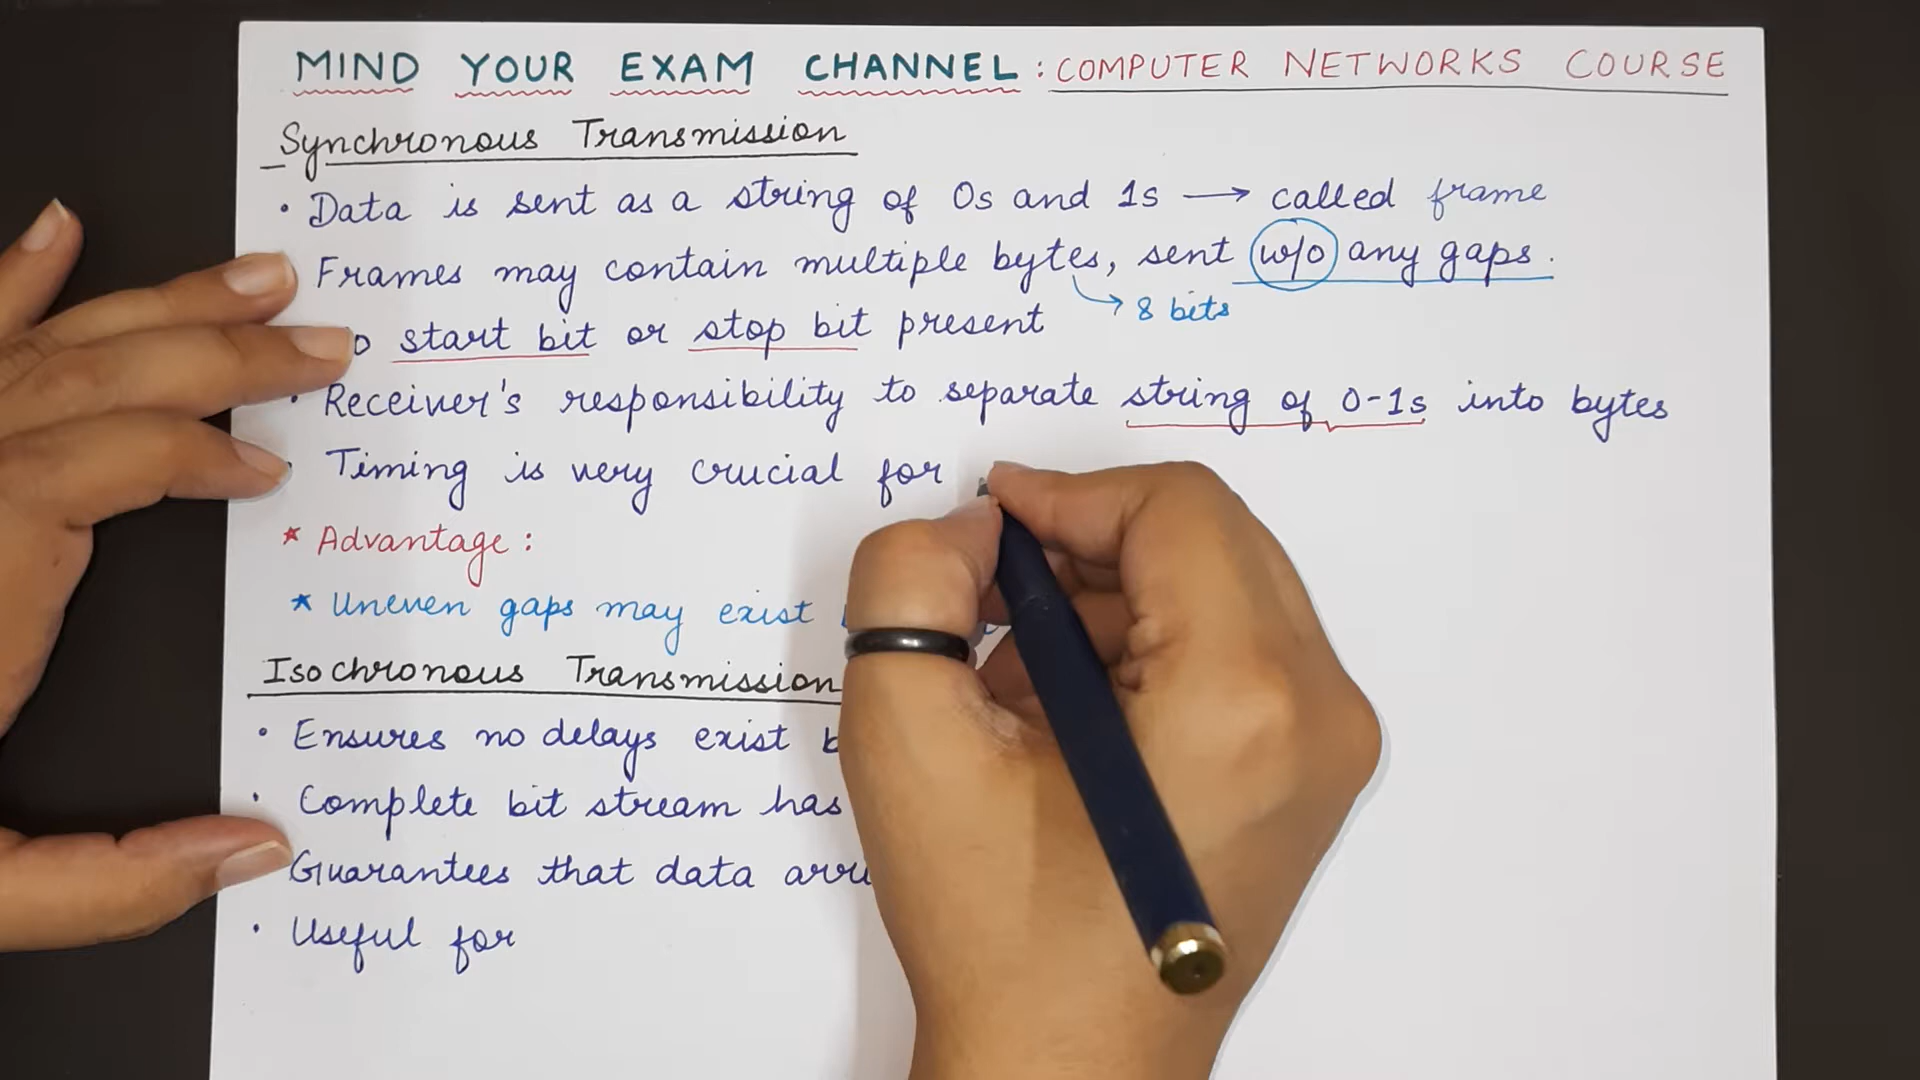 MIND YOUR EXAM CHANNEL : COMPUTER NETWORKS COURSE
Synchronous Transmission
• Data is sent as a string of 0s and 1s → called frame
Frames may contain multiple bytes, sent w/o any gaps.
→ 8 bits
start bit or stop bit present
• Receiver's responsibility to separate string of 0-1s into bytes
• Timing is very crucial for
* Advantage :
* Uneven gaps may exist
Isochronous Transmission
• Ensures no delays exist
• Complete bit stream has
Guarantees that data
• Useful for